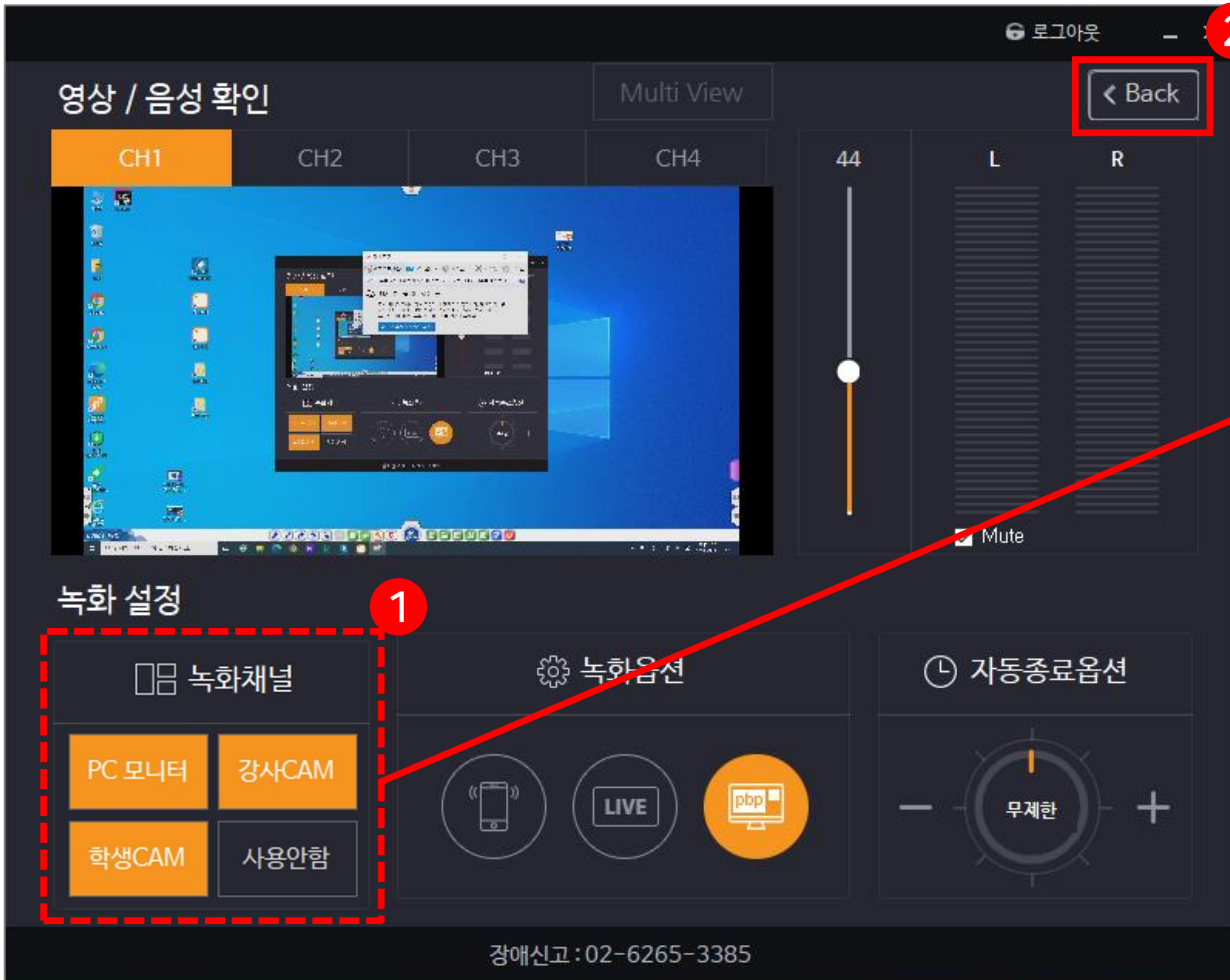 로그아웃
2
영상 / 음성 확인
Multi View
Back
CH1
CH2
CH3
CH4
44
L
R
Mute
녹화 설정
1
녹화채널
녹화옵션
자동종료옵션
PC 모니터
강사CAM
학생CAM
사용안함
LIVE
pbp
무제한
장애신고:02-6265-3385